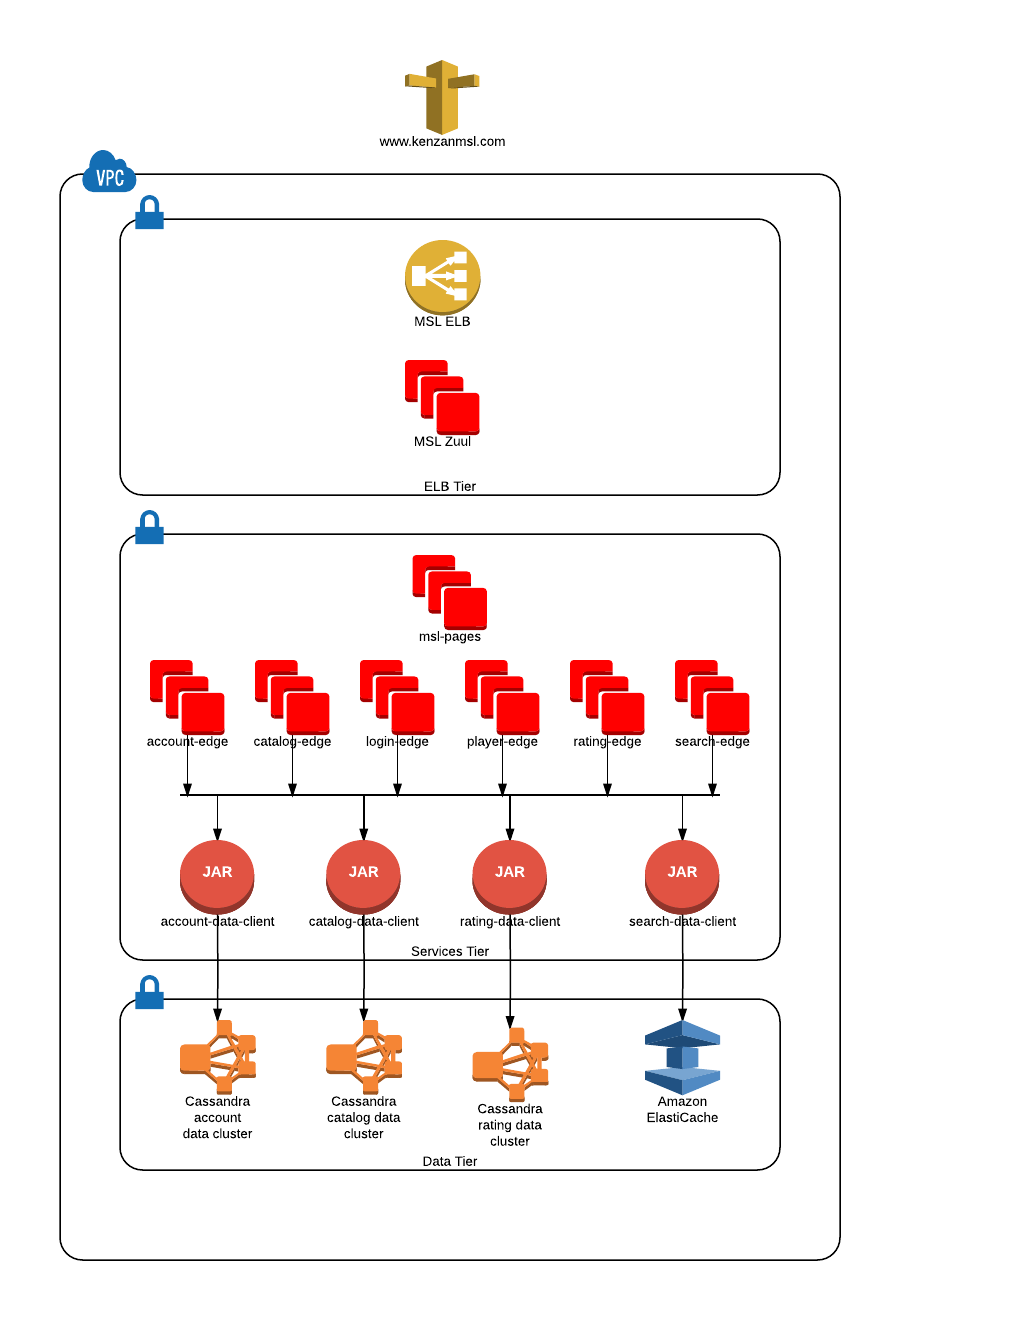 www.kenzanmsl.com
VPC
MSL ELB
MSL Zuul
ELB Tier
msl-pages
account-edge catalog-edge login-edge player-edge rating-edge search-edge
JAR JAR JAR JAR
account-data-client catalog-data-client rating-data-client search-data-client
Services Tier
Cassandra
account
data cluster
Cassandra
catalog data
cluster
Cassandra
rating data
cluster
Amazon
ElastiCache
Data Tier